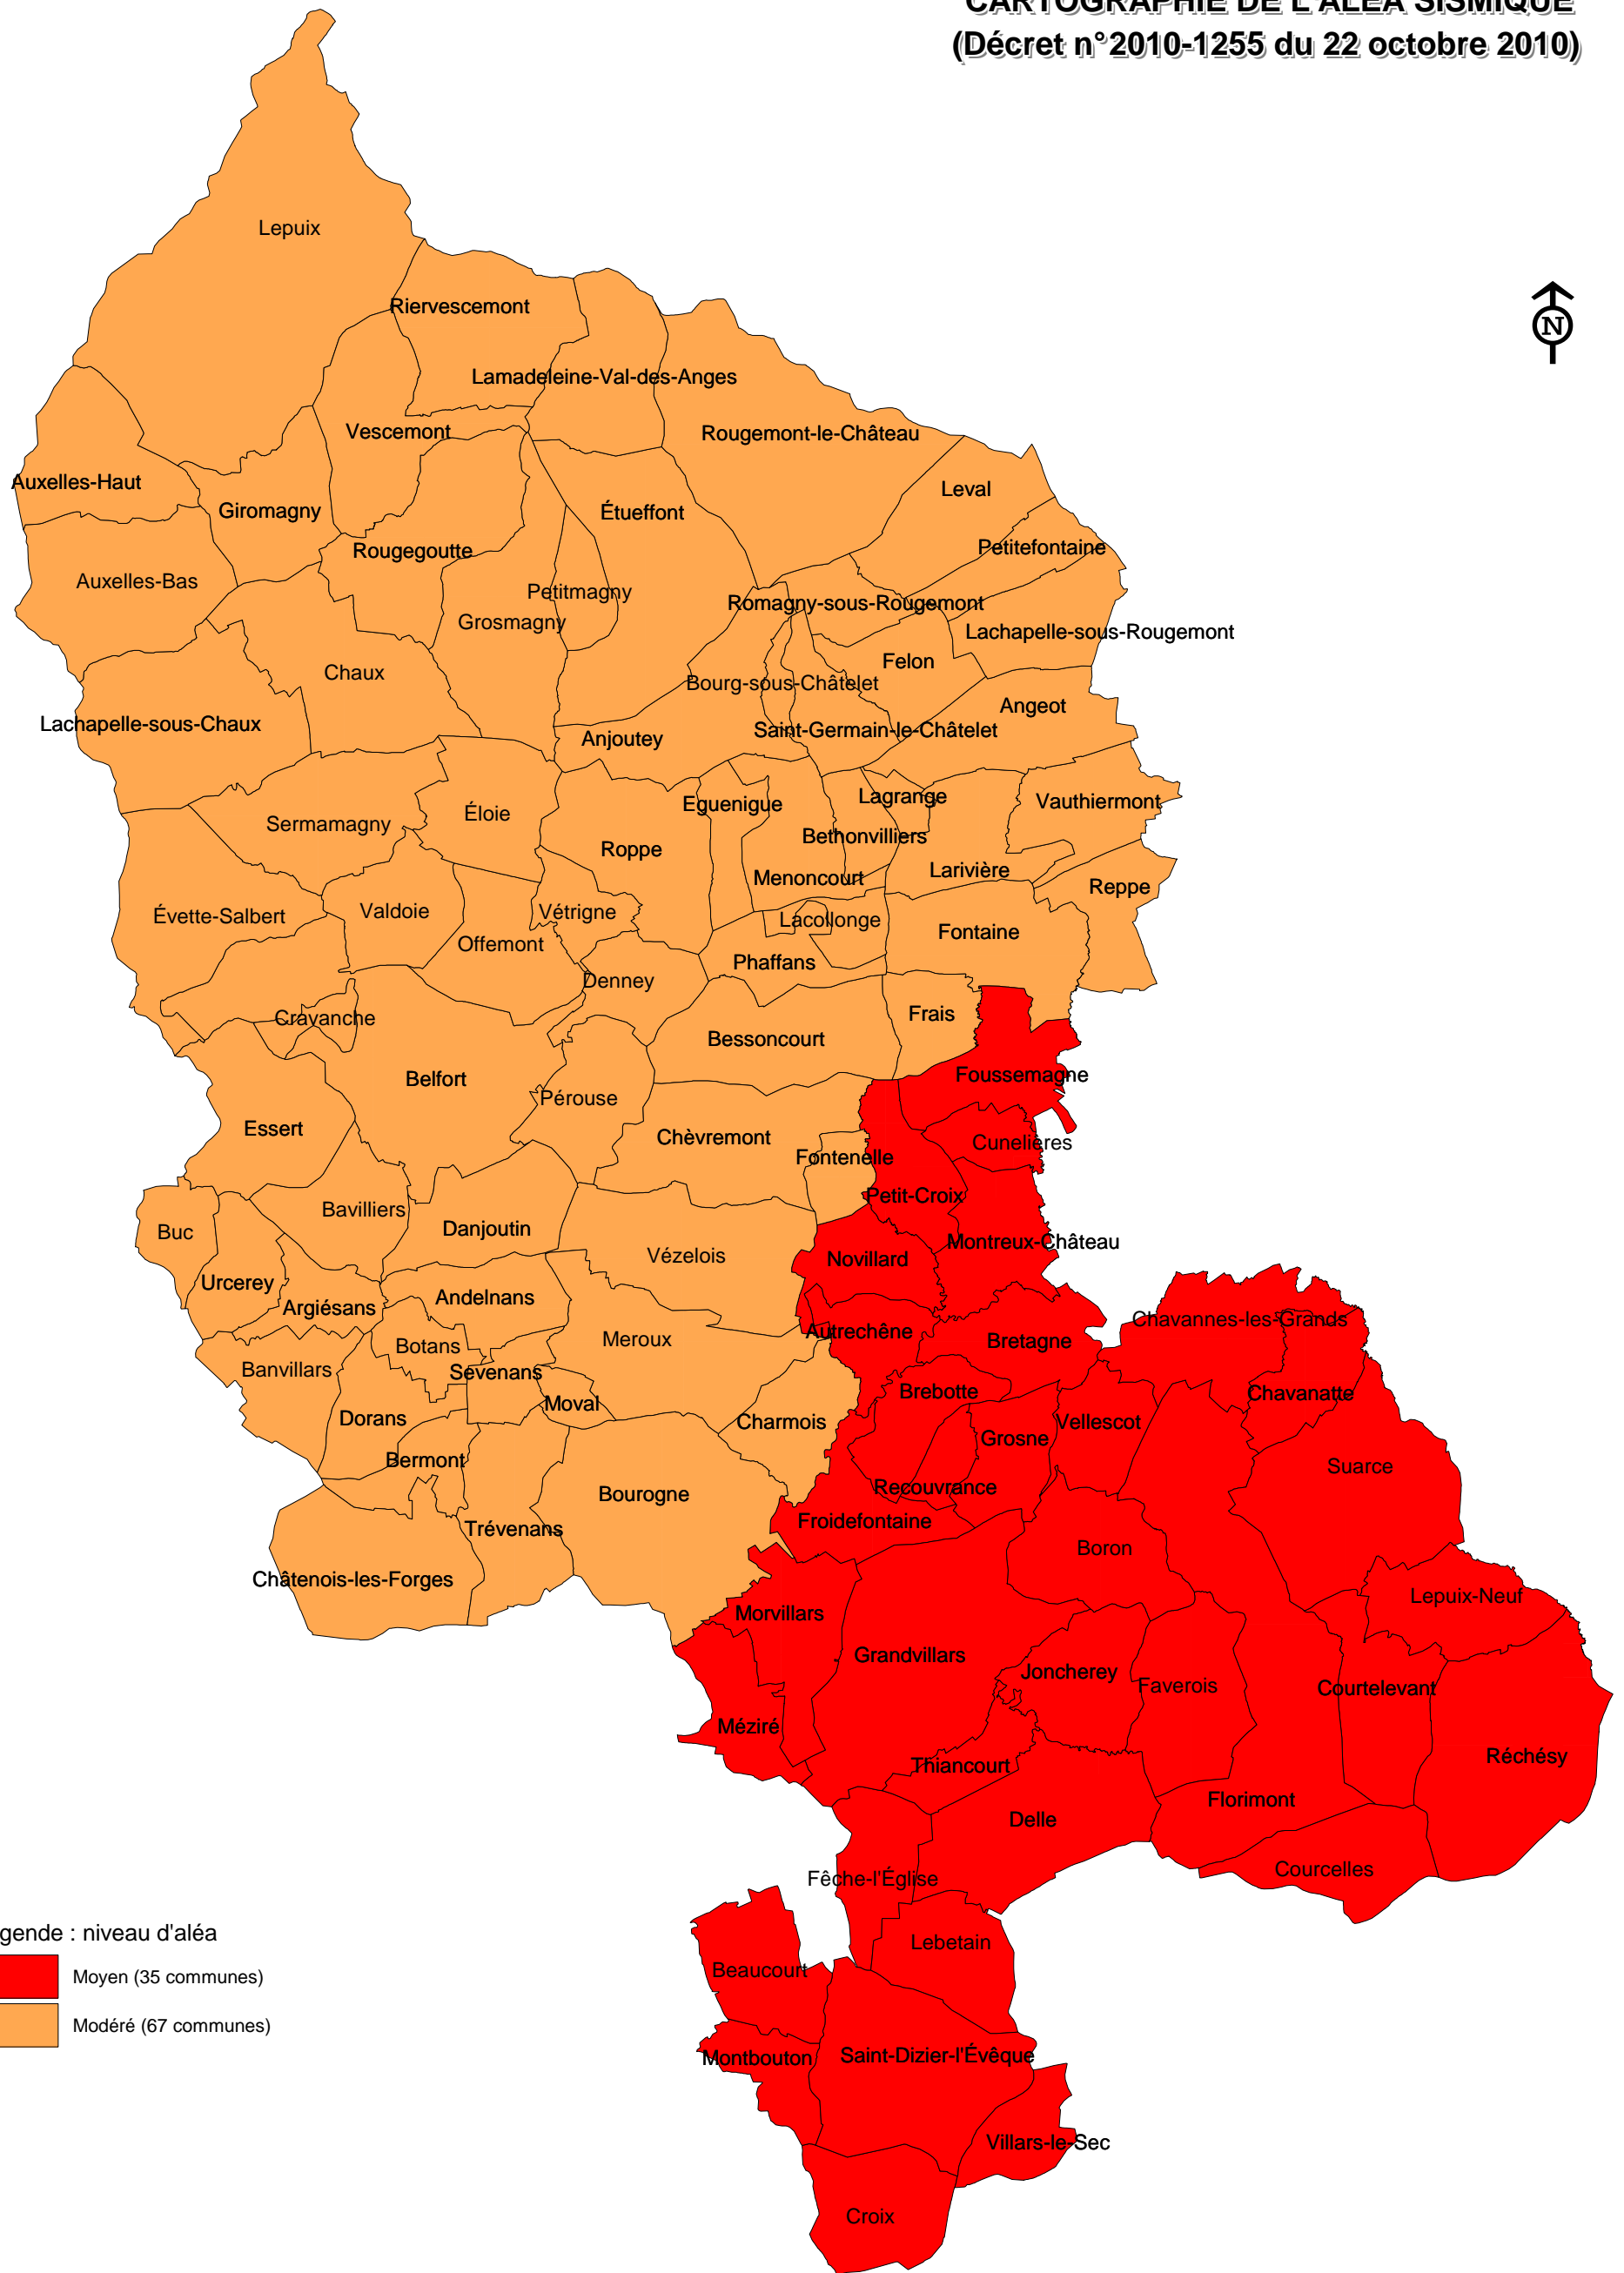 CARTOGRAPHIE DE L'ALEA SISMIQUE
(Décret n°2010-1255 du 22 octobre 2010)
Lepuix
N
Riervescemont
Lamadeleine-Val-des-Anges
Vescemont
Rougemont-le-Château
Auxelles-Haut
Leval
Giromagny
Étueffont
Rougegoutte
Petitefontaine
Auxelles-Bas
Petitmagny
Romagny-sous-Rougemont
Grosmagny
Lachapelle-sous-Rougemont
Felon
Chaux
Bourg-sous-Châtelet
Angeot
Lachapelle-sous-Chaux
Saint-Germain-le-Châtelet
Anjoutey
Lagrange
Vauthiermont
Eguenigue
Éloie
Sermamagny
Bethonvilliers
Roppe
Larivière
Menoncourt
Reppe
Valdoie
Vétrigne
Évette-Salbert
Lacollonge
Fontaine
Offemont
Phaffans
Denney
Frais
Cravanche
Bessoncourt
Foussemagne
Belfort
Pérouse
Essert
Chèvremont
Cunelières
Fontenelle
Petit-Croix
Bavilliers
Danjoutin
Buc
Montreux-Château
Vézelois
Novillard
Urcerey
Andelnans
Argiésans
Chavannes-les-Grands
Autrechêne
Meroux
Bretagne
Botans
Banvillars
Sévenans
Brebotte
Chavanatte
Moval
Dorans
Charmois
Vellescot
Grosne
Bermont
Suarce
Recouvrance
Bourogne
Froidefontaine
Trévenans
Boron
Châtenois-les-Forges
Lepuix-Neuf
Morvillars
Grandvillars
Joncherey
Faverois
Courtelevant
Méziré
Réchésy
Thiancourt
Florimont
Delle
Courcelles
Fêche-l'Église
gende : niveau d'aléa
Lebetain
Beaucourt
Moyen (35 communes)
Modéré (67 communes)
Saint-Dizier-l'Évêque
Montbouton
Villars-le-Sec
Croix